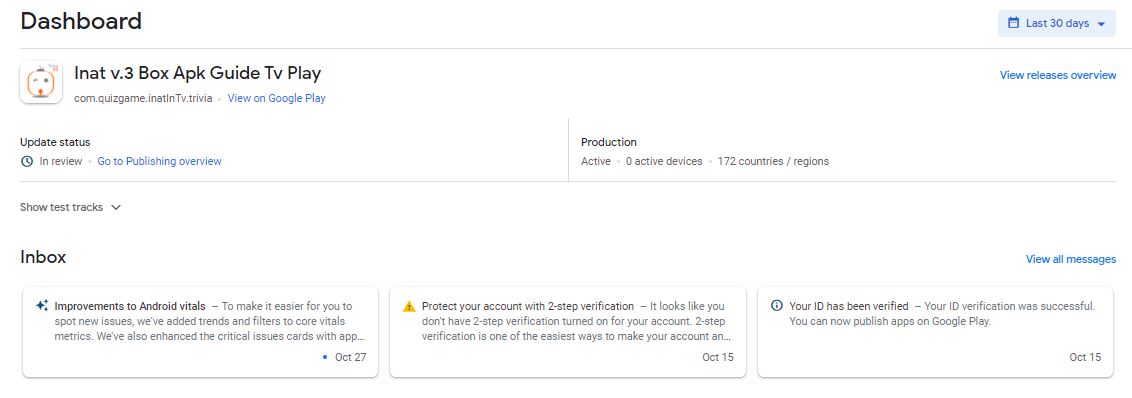 Dashboard
Last 30 days
Inat v.3 Box Apk Guide Tv Play
View releases overview
com.quizgame.inatInTv.trivia • View on Google Play
Update status
In review • Go to Publishing overview
Production
Active • 0 active devices • 172 countries / regions
Show test tracks
Inbox
View all messages
Improvements to Android vitals – To make it easier for you to
spot new issues, we've added trends and filters to core vitals
metrics. We've also enhanced the critical issues cards with app...
Oct 27
Protect your account with 2-step verification – It looks like you
don't have 2-step verification turned on for your account. 2-step
verification is one of the easiest ways to make your account an...
Oct 15
Your ID has been verified – Your ID verification was successful.
You can now publish apps on Google Play.
Oct 15